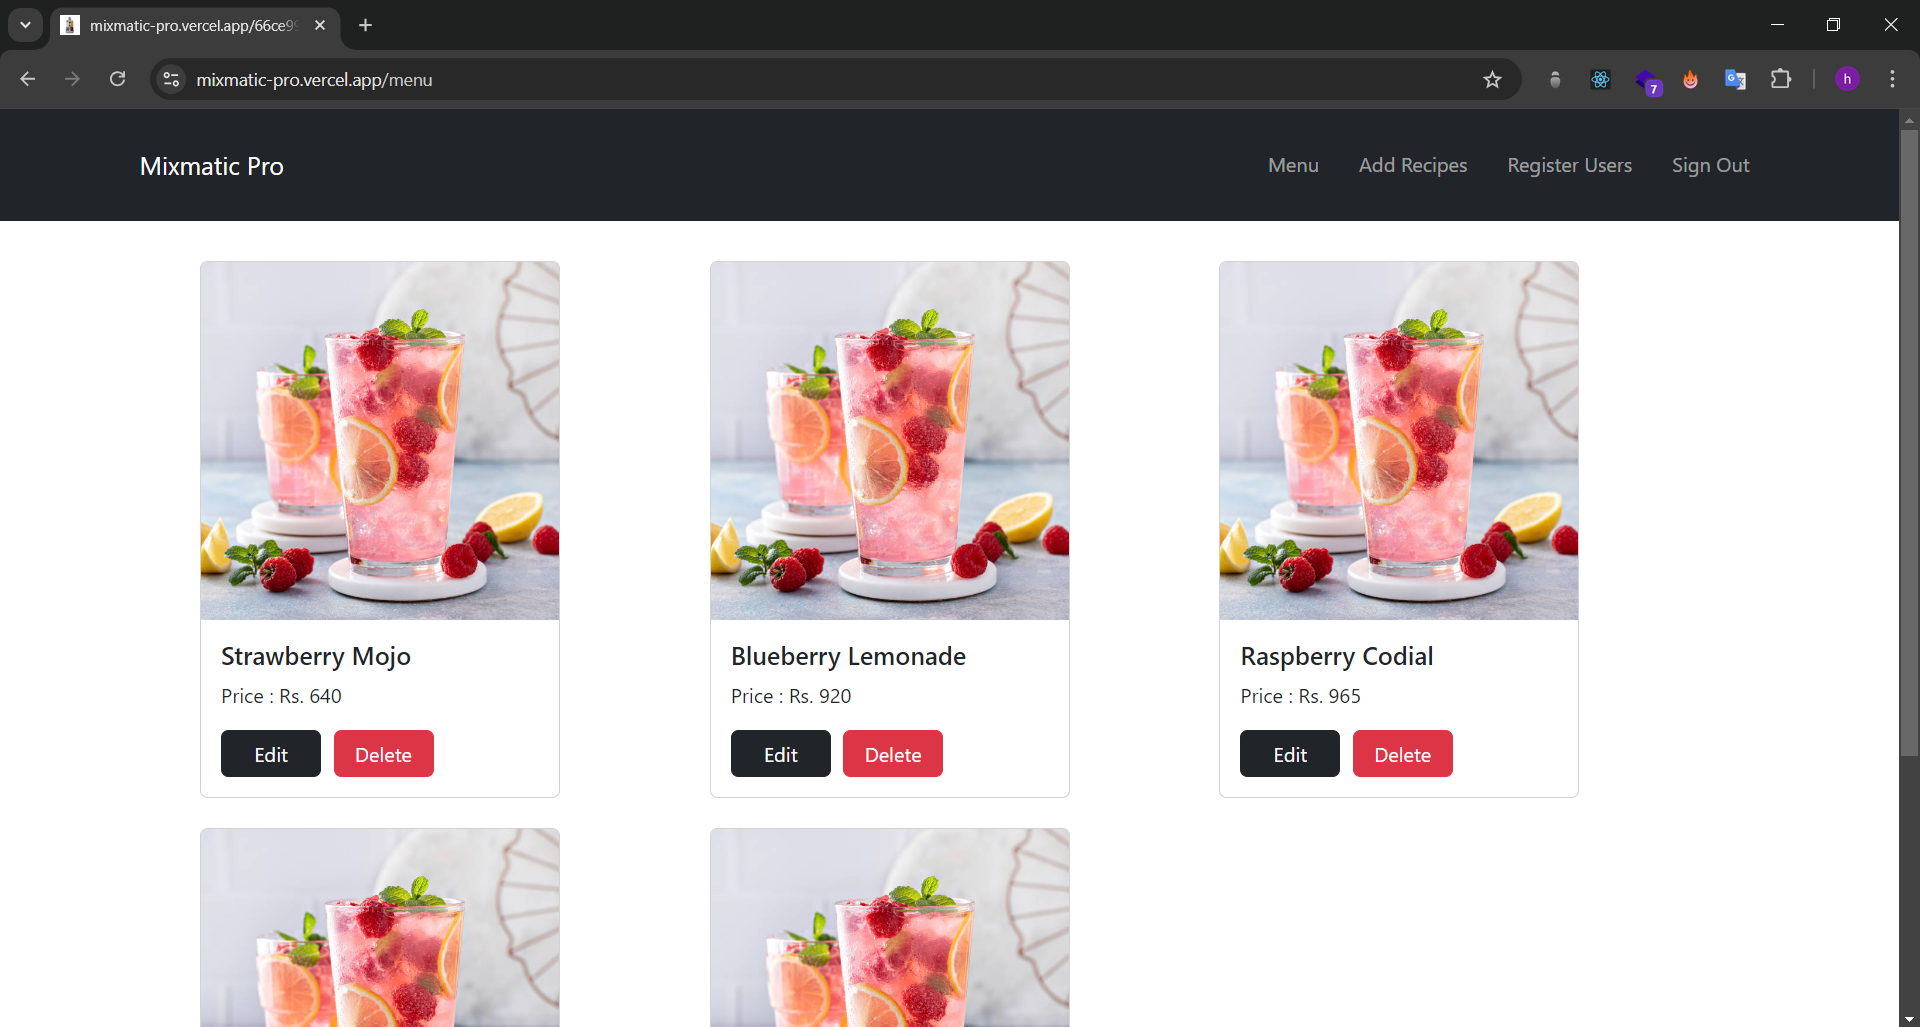 mixmatic-pro.vercel.app/66ce99
mixmatic-pro.vercel.app/menu
7
h
Mixmatic Pro
Menu
Add Recipes
Register Users
Sign Out
Strawberry Mojo
Price : Rs. 640
Edit
Delete
Blueberry Lemonade
Price : Rs. 920
Edit
Delete
Raspberry Codial
Price : Rs. 965
Edit
Delete